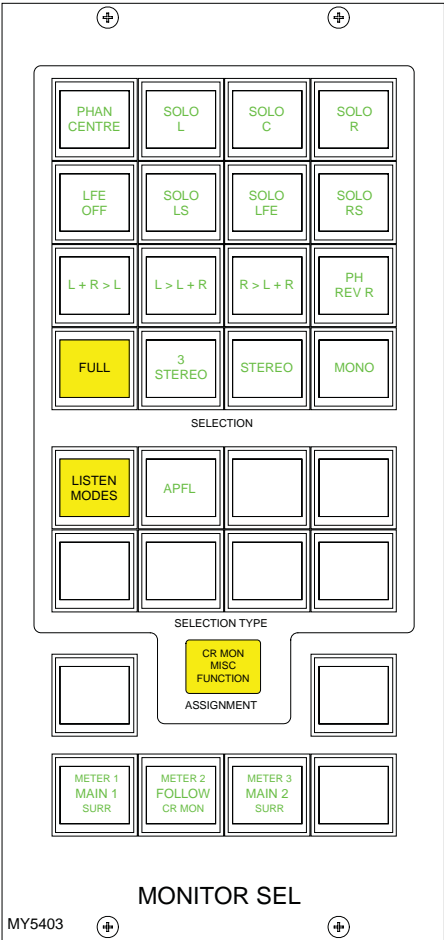 PHAN
CENTRE
SOLO
L
SOLO
C
SOLO
R
LFE
OFF
SOLO
LS
SOLO
LFE
SOLO
RS
L + R > L
L > L + R
R > L + R
PH
REV R
FULL
3
STEREO
STEREO
MONO
SELECTION
LISTEN
MODES
APFL
SELECTION TYPE
CR MON
MISC
FUNCTION
ASSIGNMENT
METER 1
MAIN 1
SURR
METER 2
FOLLOW
CR MON
METER 3
MAIN 2
SURR
MONITOR SEL
MY5403